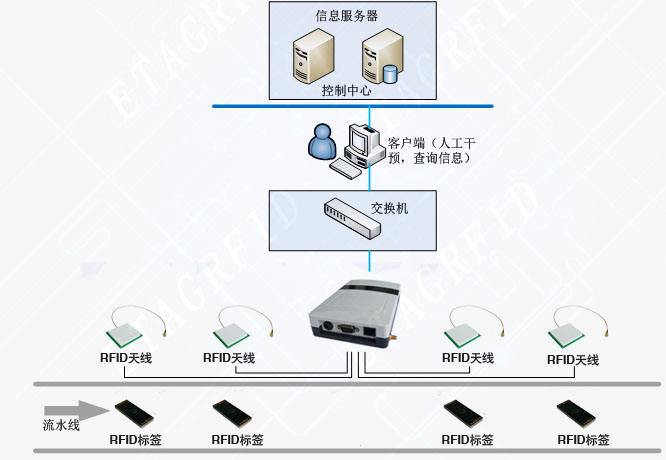 信息服务器
控制中心
客户端（人工干
预，查询信息）
交换机
RFID天线
RFID天线
RFID天线
RFID天线
流水线
RFID标签
RFID标签
RFID标签
RFID标签
ETAGRFID
ETAGRFID
ETAGRFID